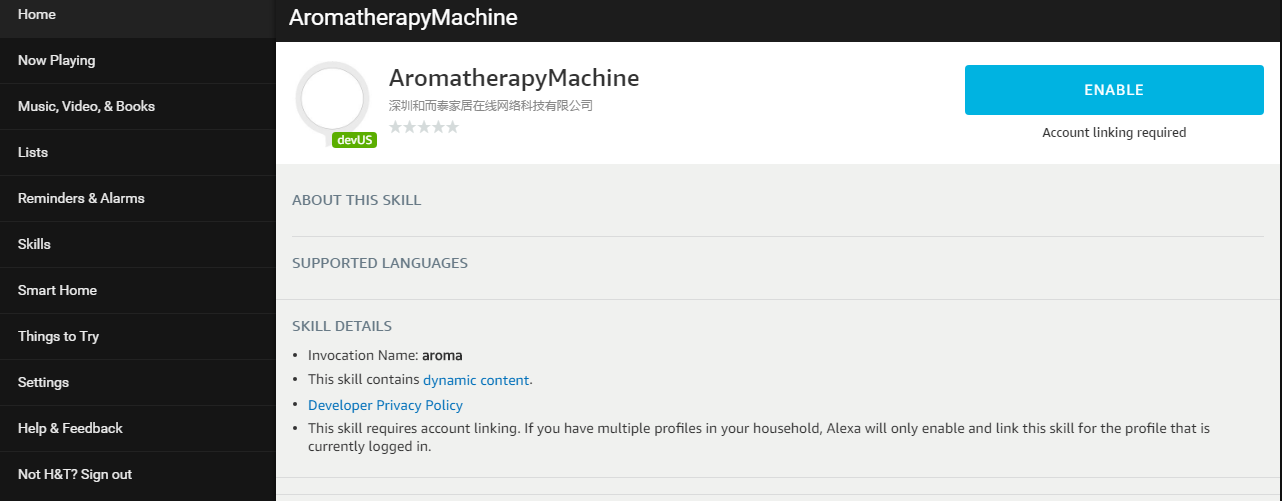 Home
Now Playing
Music, Video, & Books
Lists
Reminders & Alarms
Skills
Smart Home
Things to Try
Settings
Help & Feedback
Not H&T? Sign out
AromatherapyMachine
AromatherapyMachine
深圳和而泰家居在线网络科技有限公司
devUS
ENABLE
Account linking required
ABOUT THIS SKILL
SUPPORTED LANGUAGES
SKILL DETAILS
• Invocation Name: aroma
• This skill contains dynamic content.
• Developer Privacy Policy
• This skill requires account linking. If you have multiple profiles in your household, Alexa will only enable and link this skill for the profile that is
currently logged in.